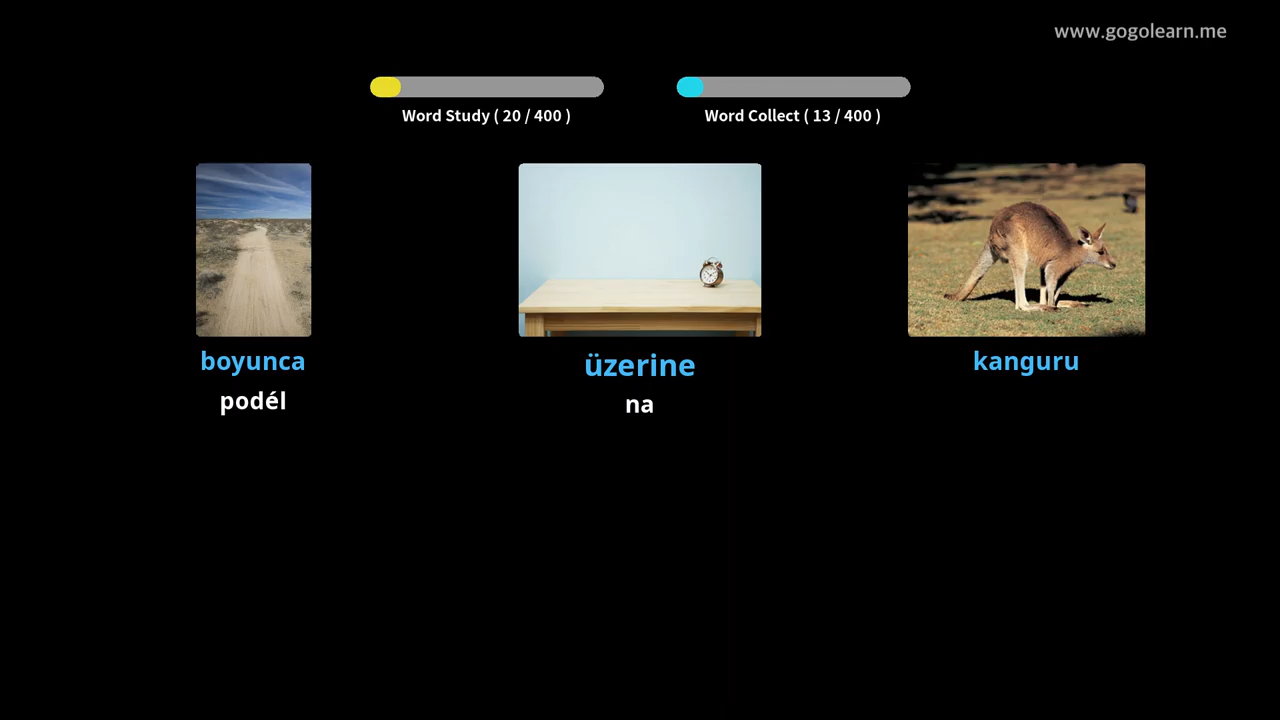 www.gogolearn.me
Word Study ( 20 / 400 )
Word Collect ( 13 / 400 )
boyunca
podél
üzerine
na
kanguru